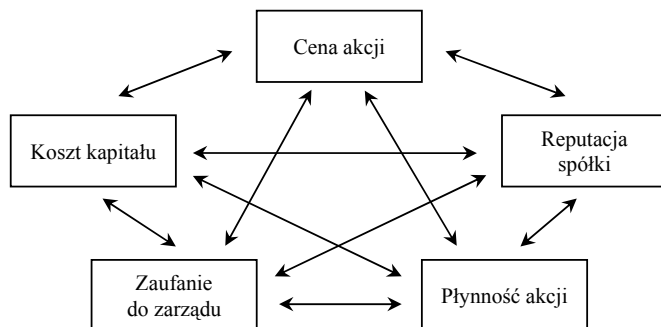 Cena akcji
Koszt kapitału
Reputacja
spółki
Zaufanie
do zarządu
Płynność akcji